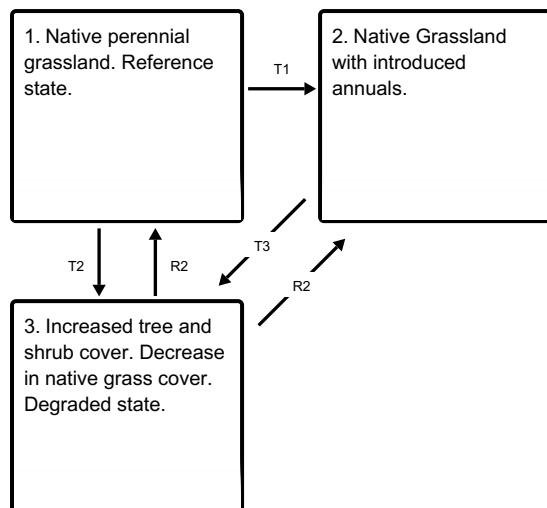 1. Native perennial
grassland. Reference
state.
T1
2. Native Grassland
with introduced
annuals.
T2
R2
T3
R2
3. Increased tree and
shrub cover. Decrease
in native grass cover.
Degraded state.